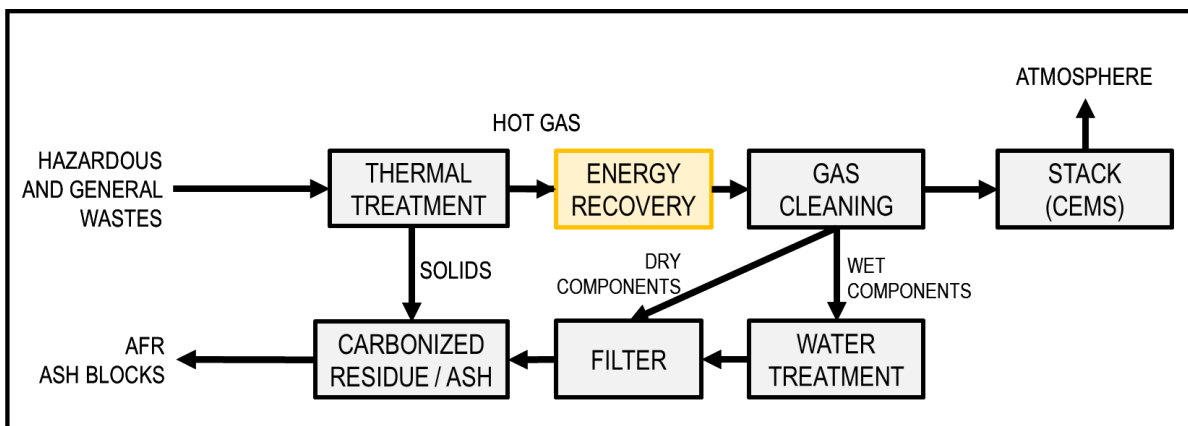 ATMOSPHERE
HOT GAS
HAZARDOUS
AND GENERAL
WASTES
THERMAL
TREATMENT
ENERGY
RECOVERY
GAS
CLEANING
STACK
(CEMS)
SOLIDS
DRY
COMPONENTS
WET
COMPONENTS
AFR
ASH BLOCKS
CARBONIZED
RESIDUE / ASH
FILTER
WATER
TREATMENT